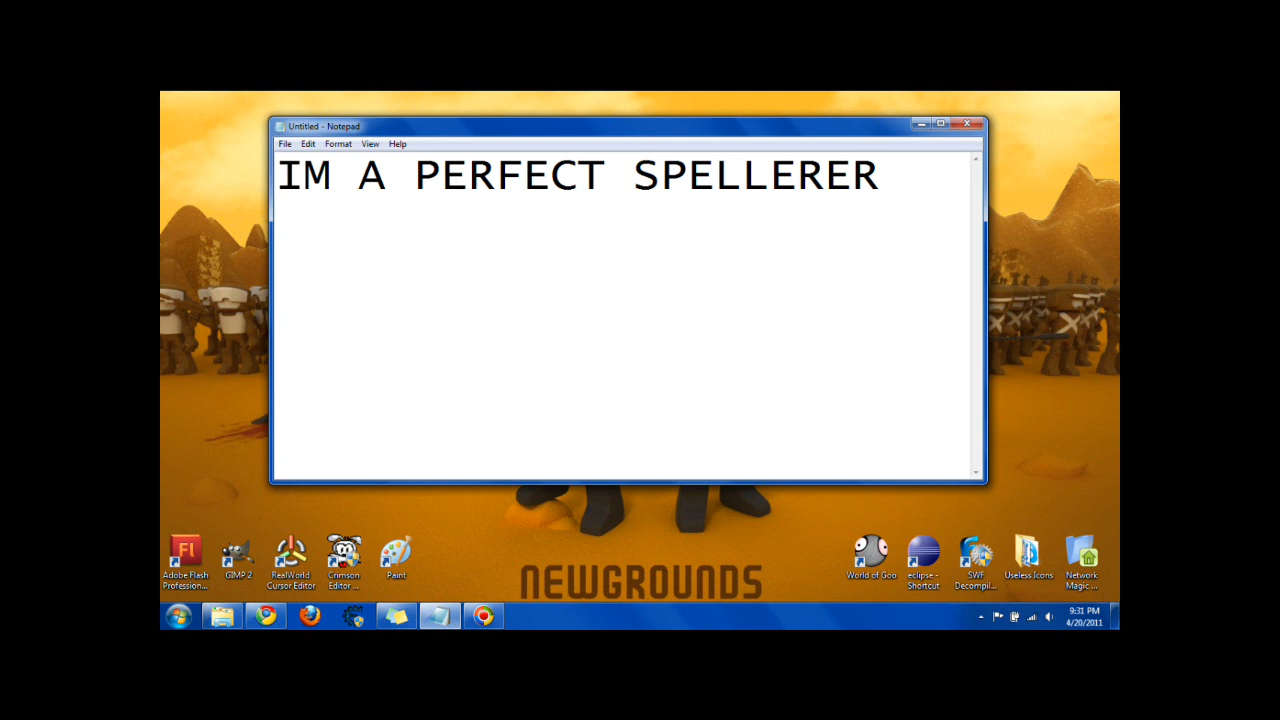 Untitled - Notepad
File Edit Format View Help
IM A PERFECT SPELLERER
Adobe Flash
Profession...
GIMP 2
RealWorld
Cursor Editor
Crimson
Editor ...
Paint
NEWGROUNDS
World of Goo
eclipse -
Shortcut
SWF
Decompil...
Useless Icons
Network
Magic ...
9:31 PM
4/20/2011